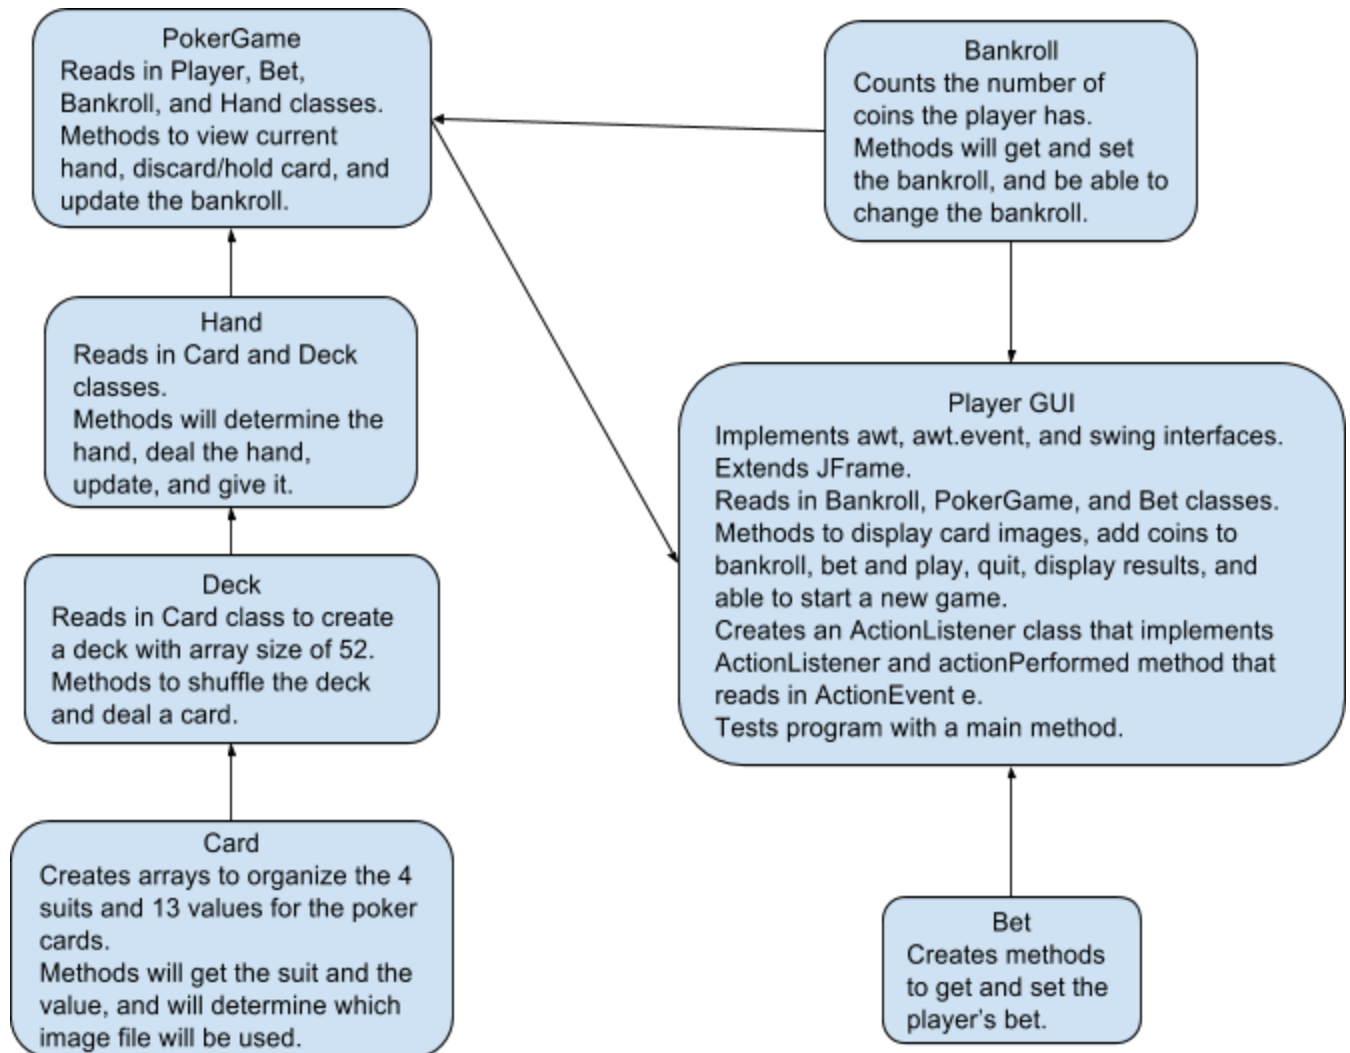 PokerGame
Reads in Player, Bet,
Bankroll, and Hand classes.
Methods to view current
hand, discard/hold card, and
update the bankroll.
Bankroll
Counts the number of
coins the player has.
Methods will get and set
the bankroll, and be able to
change the bankroll.
Hand
Reads in Card and Deck
classes.
Methods will determine the
hand, deal the hand,
update, and give it.
Player GUI
Implements awt, awt.event, and swing interfaces.
Extends JFrame.
Reads in Bankroll, PokerGame, and Bet classes.
Methods to display card images, add coins to
bankroll, bet and play, quit, display results, and
able to start a new game.
Creates an ActionListener class that implements
ActionListener and actionPerformed method that
reads in ActionEvent e.
Tests program with a main method.
Deck
Reads in Card class to create
a deck with array size of 52.
Methods to shuffle the deck
and deal a card.
Card
Creates arrays to organize the 4
suits and 13 values for the poker
cards.
Methods will get the suit and the
value, and will determine which
image file will be used.
Bet
Creates methods
to get and set the
player's bet.